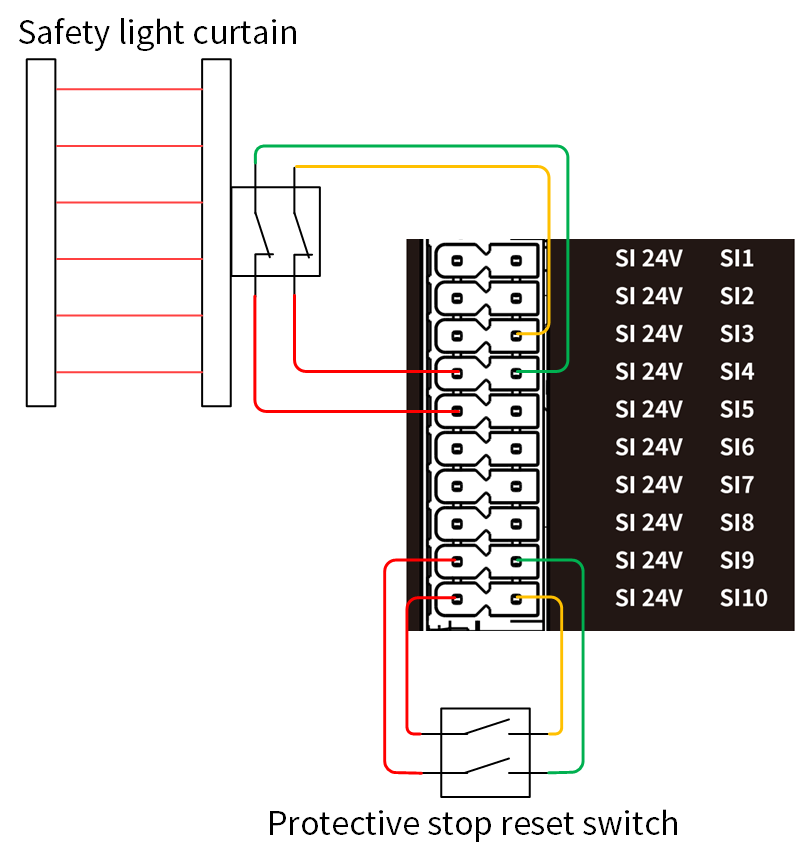 Safety light curtain
SI 24V SI1
SI 24V SI2
SI 24V SI3
SI 24V SI4
SI 24V SI5
SI 24V SI6
SI 24V SI7
SI 24V SI8
SI 24V SI9
SI 24V SI10
Protective stop reset switch